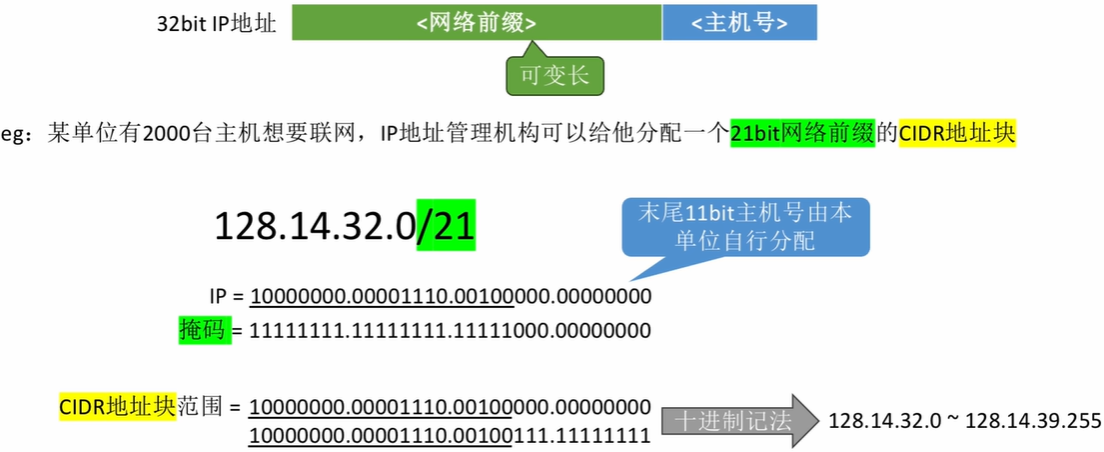 32bit IP地址 <网络前缀> <主机号>
可变长
eg：某单位有2000台主机想要联网，IP地址管理机构可以给他分配一个21bit网络前缀的CIDR地址块
128.14.32.0/21
末尾11bit主机号由本
单位自行分配
IP = 10000000.00001110.00100000.00000000
掩码 = 11111111.11111111.11111000.00000000
CIDR地址块范围 = 10000000.00001110.00100000.00000000
10000000.00001110.00100111.11111111
十进制记法
128.14.32.0 ~ 128.14.39.255